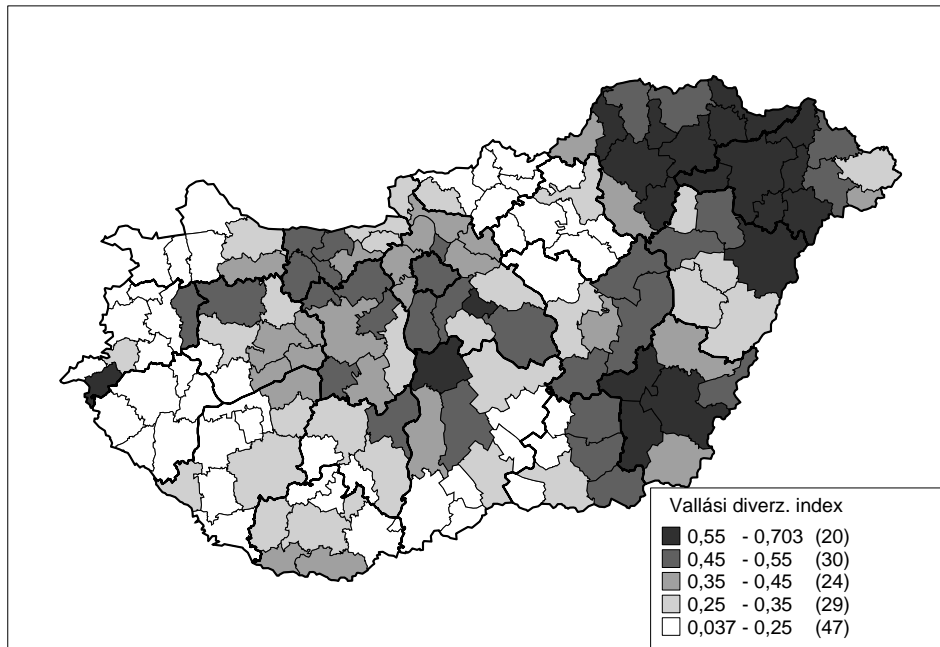 Vallási diverz. index
0,55 - 0,703 (20)
0,45 - 0,55 (30)
0,35 - 0,45 (24)
0,25 - 0,35 (29)
0,037 - 0,25 (47)